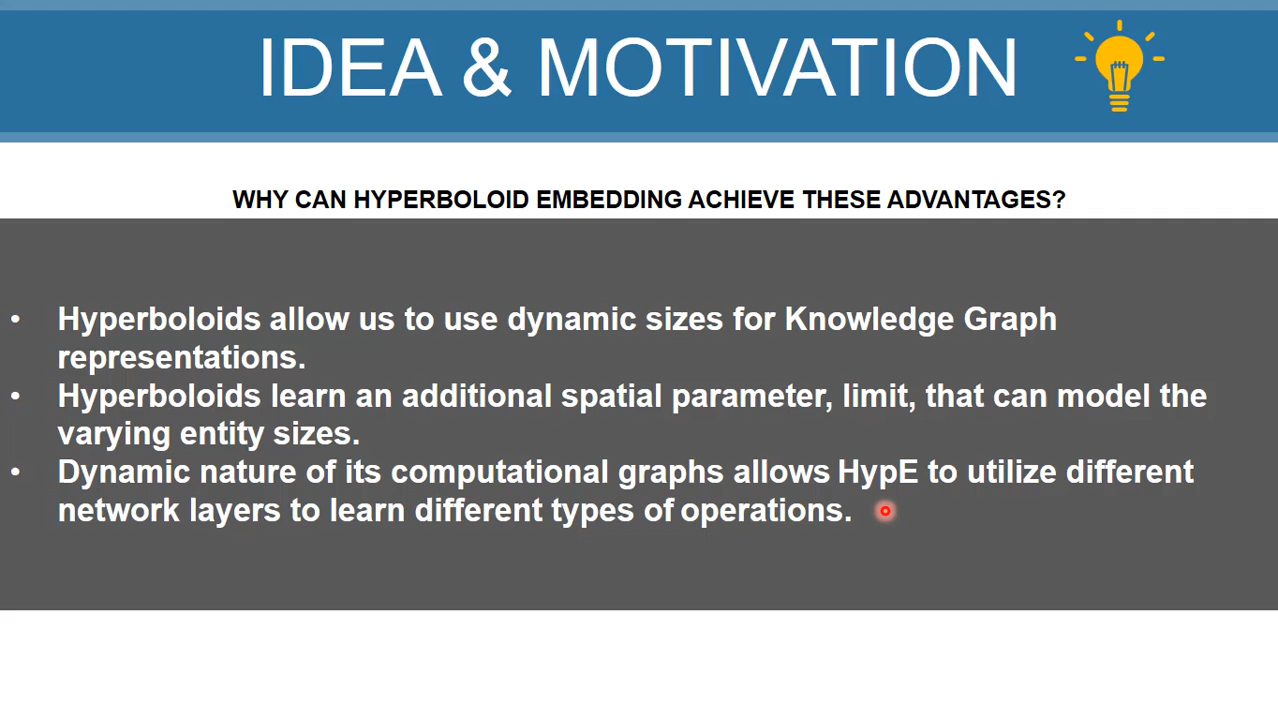 IDEA & MOTIVATION
WHY CAN HYPERBOLOID EMBEDDING ACHIEVE THESE ADVANTAGES?
• Hyperboloids allow us to use dynamic sizes for Knowledge Graph
representations.
• Hyperboloids learn an additional spatial parameter, limit, that can model the
varying entity sizes.
• Dynamic nature of its computational graphs allows HypE to utilize different
network layers to learn different types of operations.